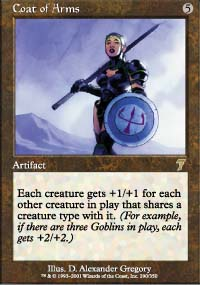 Coat of Arms 5
Artifact
Each creature gets +1/+1 for each
other creature in play that shares a
creature type with it. (For example,
if there are three Goblins in play, each
gets +2/+2.)
Illus. D. Alexander Gregory
™ & © 1993-2001 Wizards of the Coast, Inc. 290/350